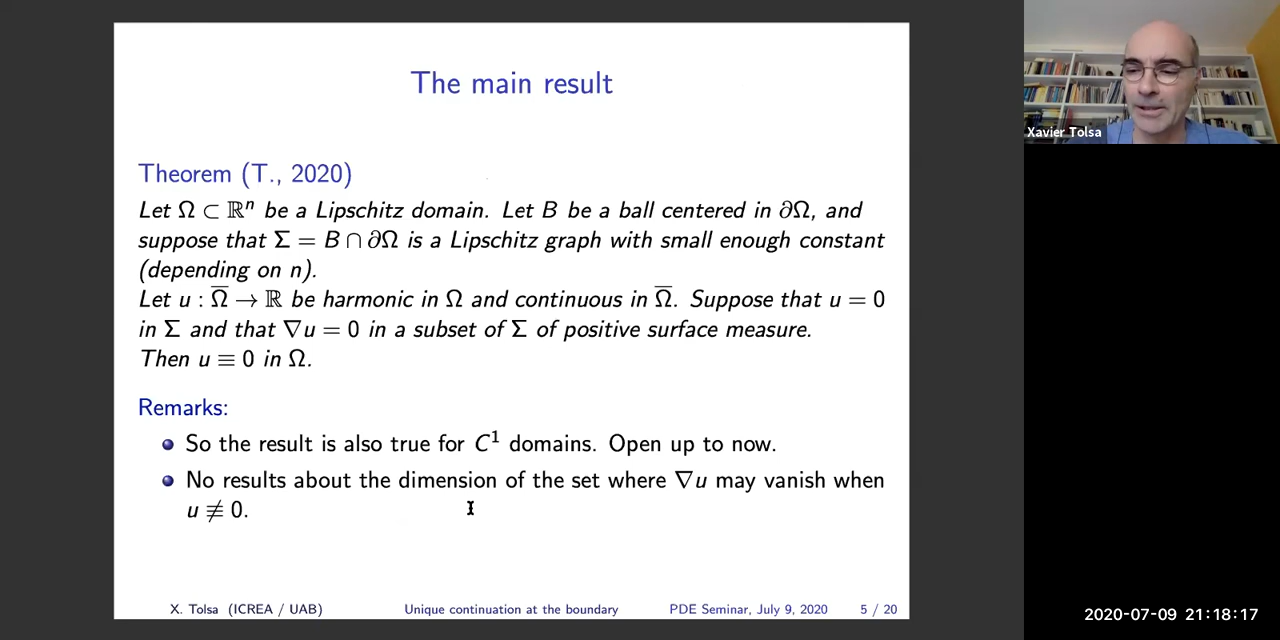 The main result
Theorem (T., 2020)
Let Ω ⊂ ℝⁿ be a Lipschitz domain. Let B be a ball centered in ∂Ω, and
suppose that Σ = B ∩ ∂Ω is a Lipschitz graph with small enough constant
(depending on n).
Let u : Ω̅ → ℝ be harmonic in Ω and continuous in Ω̅. Suppose that u = 0
in Σ and that ∇u = 0 in a subset of Σ of positive surface measure.
Then u ≡ 0 in Ω.
Remarks:
So the result is also true for C¹ domains. Open up to now.
No results about the dimension of the set where ∇u may vanish when
u ≢ 0.
X. Tolsa (ICREA / UAB) Unique continuation at the boundary PDE Seminar, July 9, 2020 5 / 20
Xavier Tolsa
2020-07-09 21:18:17